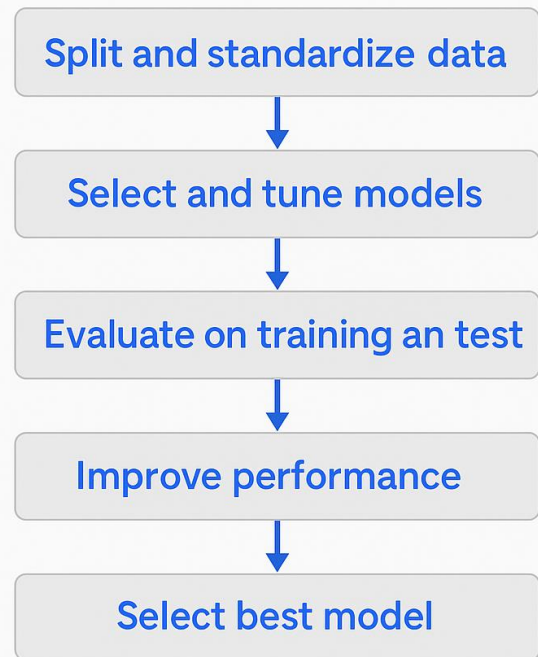 Split and standardize data
Select and tune models
Evaluate on training an test
Improve performance
Select best model